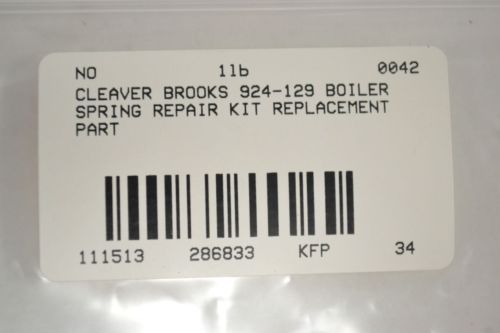 NO 1lb 0042
CLEAVER BROOKS 924-129 BOILER
SPRING REPAIR KIT REPLACEMENT
PART
111513 286833 KFP 34